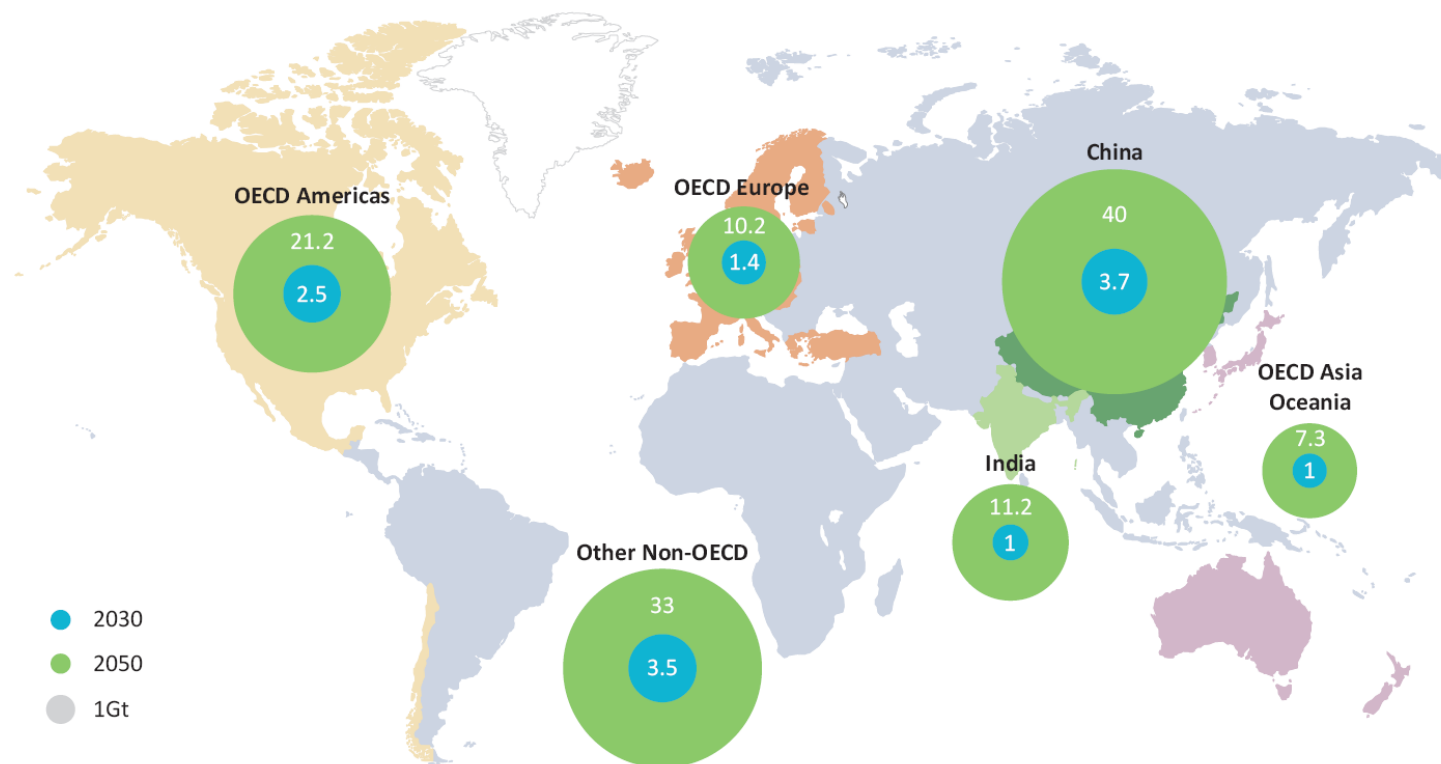 China
OECD Europe
OECD Americas
40
10.2
21.2
1.4
3.7
2.5
OECD Asia
Oceania
7.3
India
1
11.2
1
Other Non-OECD
33
3.5
2030
2050
1Gt